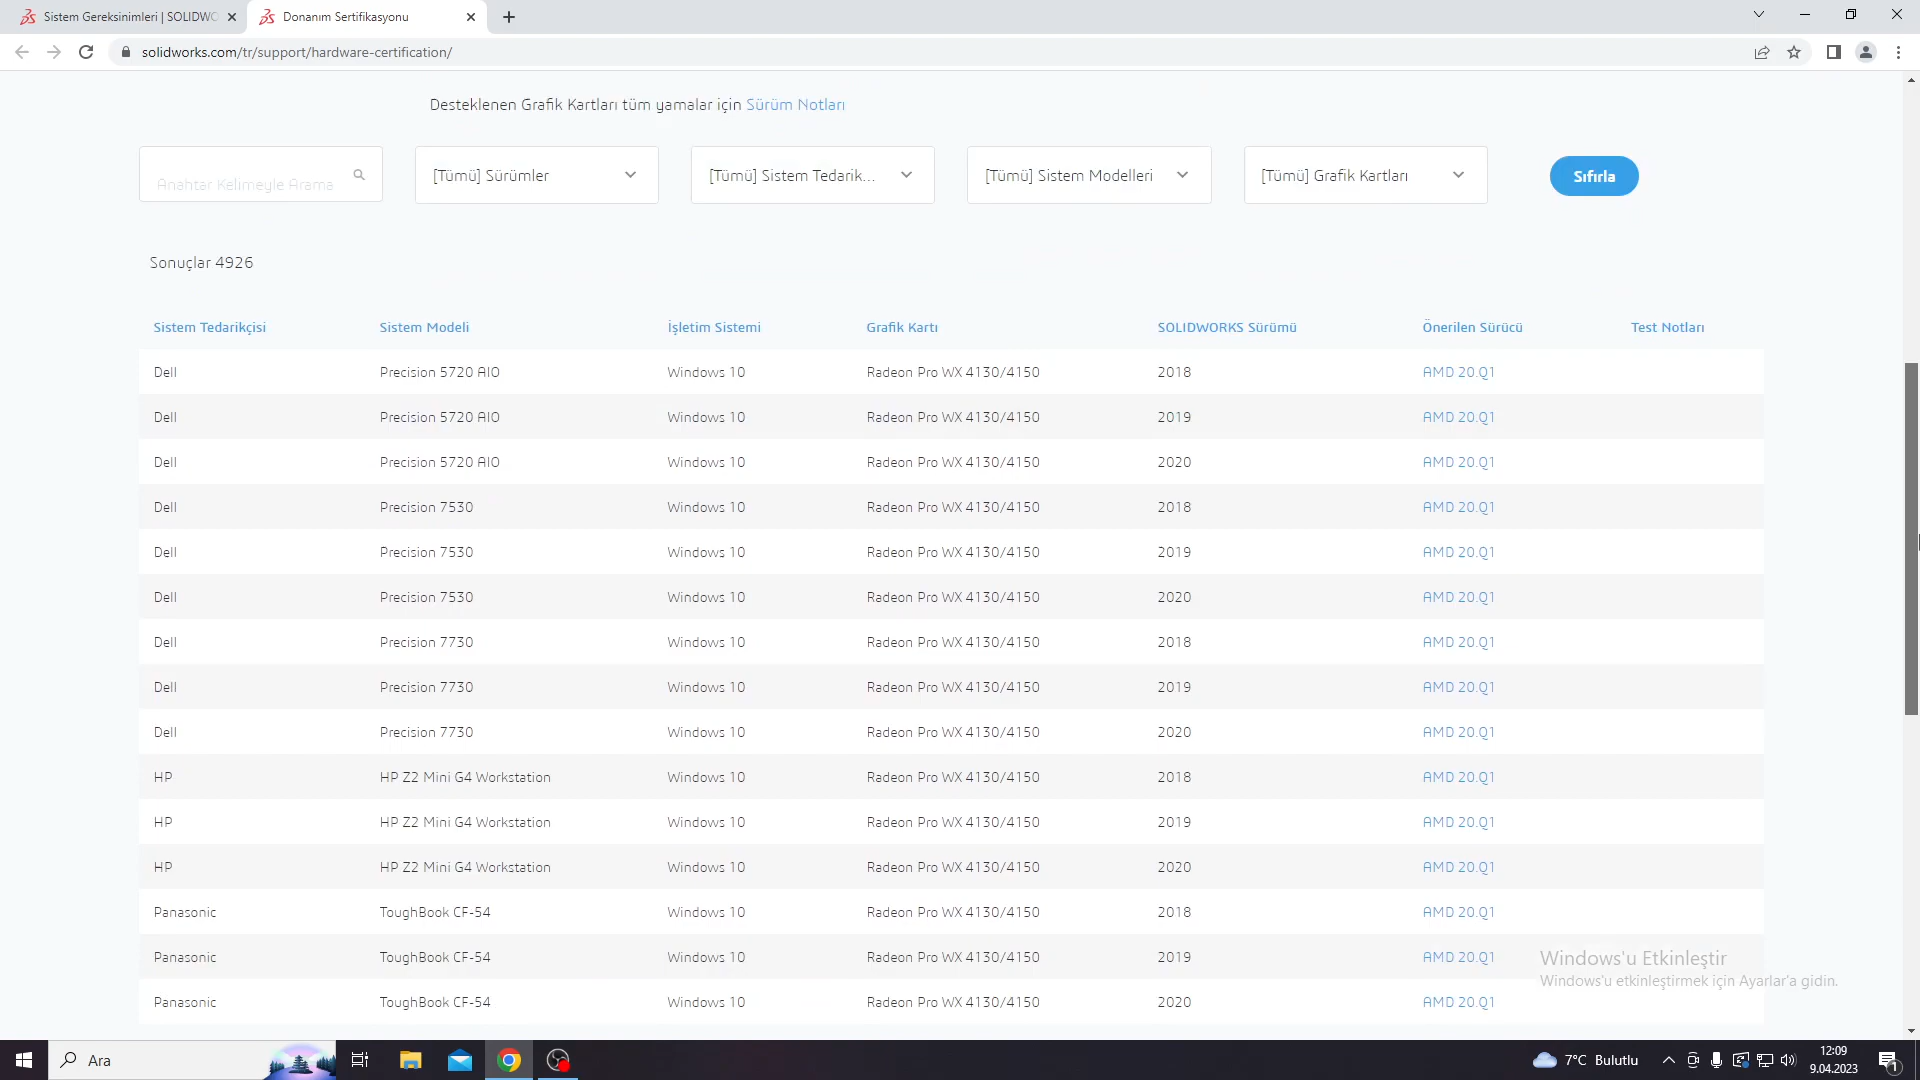 Sistem Gereksinimleri | SOLIDWO
Donanım Sertifikasyonu
solidworks.com/tr/support/hardware-certification/
Desteklenen Grafik Kartları tüm yamalar için Sürüm Notları
Anahtar Kelimeyle Arama
[Tümü] Sürümler
[Tümü] Sistem Tedarik...
[Tümü] Sistem Modelleri
[Tümü] Grafik Kartları
Sıfırla
Sonuçlar 4926
Sistem Tedarikçisi Sistem Modeli İşletim Sistemi Grafik Kartı SOLIDWORKS Sürümü Önerilen Sürücü Test Notları
Dell Precision 5720 AIO Windows 10 Radeon Pro WX 4130/4150 2018 AMD 20.Q1
Dell Precision 5720 AIO Windows 10 Radeon Pro WX 4130/4150 2019 AMD 20.Q1
Dell Precision 5720 AIO Windows 10 Radeon Pro WX 4130/4150 2020 AMD 20.Q1
Dell Precision 7530 Windows 10 Radeon Pro WX 4130/4150 2018 AMD 20.Q1
Dell Precision 7530 Windows 10 Radeon Pro WX 4130/4150 2019 AMD 20.Q1
Dell Precision 7530 Windows 10 Radeon Pro WX 4130/4150 2020 AMD 20.Q1
Dell Precision 7730 Windows 10 Radeon Pro WX 4130/4150 2018 AMD 20.Q1
Dell Precision 7730 Windows 10 Radeon Pro WX 4130/4150 2019 AMD 20.Q1
Dell Precision 7730 Windows 10 Radeon Pro WX 4130/4150 2020 AMD 20.Q1
HP HP Z2 Mini G4 Workstation Windows 10 Radeon Pro WX 4130/4150 2018 AMD 20.Q1
HP HP Z2 Mini G4 Workstation Windows 10 Radeon Pro WX 4130/4150 2019 AMD 20.Q1
HP HP Z2 Mini G4 Workstation Windows 10 Radeon Pro WX 4130/4150 2020 AMD 20.Q1
Panasonic ToughBook CF-54 Windows 10 Radeon Pro WX 4130/4150 2018 AMD 20.Q1
Panasonic ToughBook CF-54 Windows 10 Radeon Pro WX 4130/4150 2019 AMD 20.Q1
Panasonic ToughBook CF-54 Windows 10 Radeon Pro WX 4130/4150 2020 AMD 20.Q1
Windows'u Etkinleştir
Windows'u etkinleştirmek için Ayarlar'a gidin.
Ara
7°C Bulutlu
12:09
9.04.2023
1